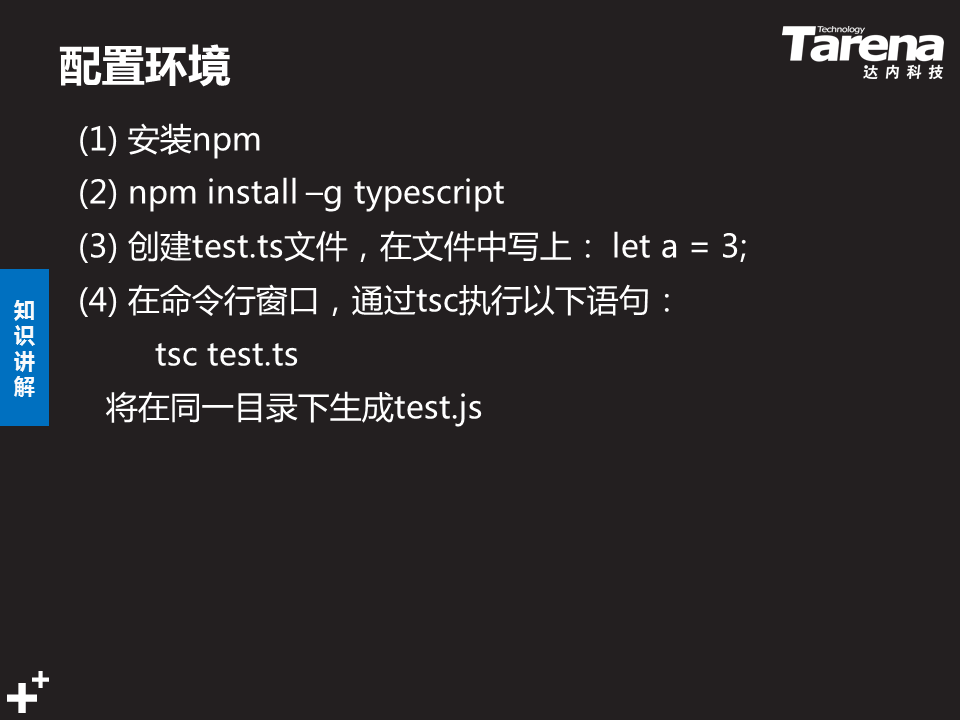 配置环境
Technology
Tarena
达内科技
(1) 安装npm
(2) npm install –g typescript
(3) 创建test.ts文件，在文件中写上： let a = 3;
(4) 在命令行窗口，通过tsc执行以下语句：
tsc test.ts
将在同一目录下生成test.js
知识讲解